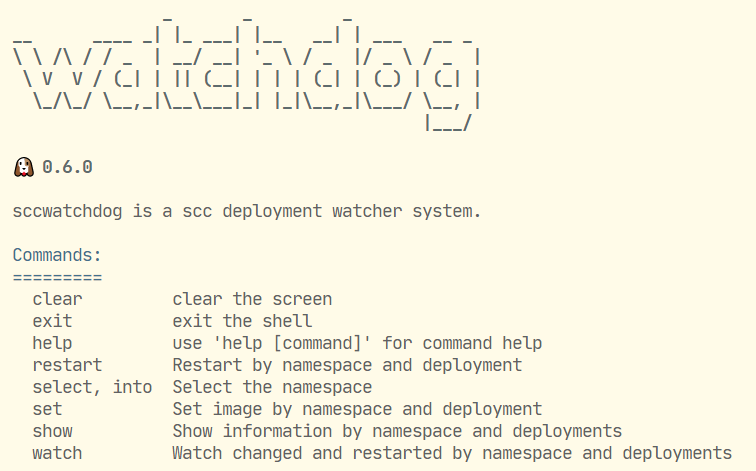 watchdog
0.6.0
sccwatchdog is a scc deployment watcher system.
Commands:
=========
clear clear the screen
exit exit the shell
help use 'help [command]' for command help
restart Restart by namespace and deployment
select, into Select the namespace
set Set image by namespace and deployment
show Show information by namespace and deployments
watch Watch changed and restarted by namespace and deployments